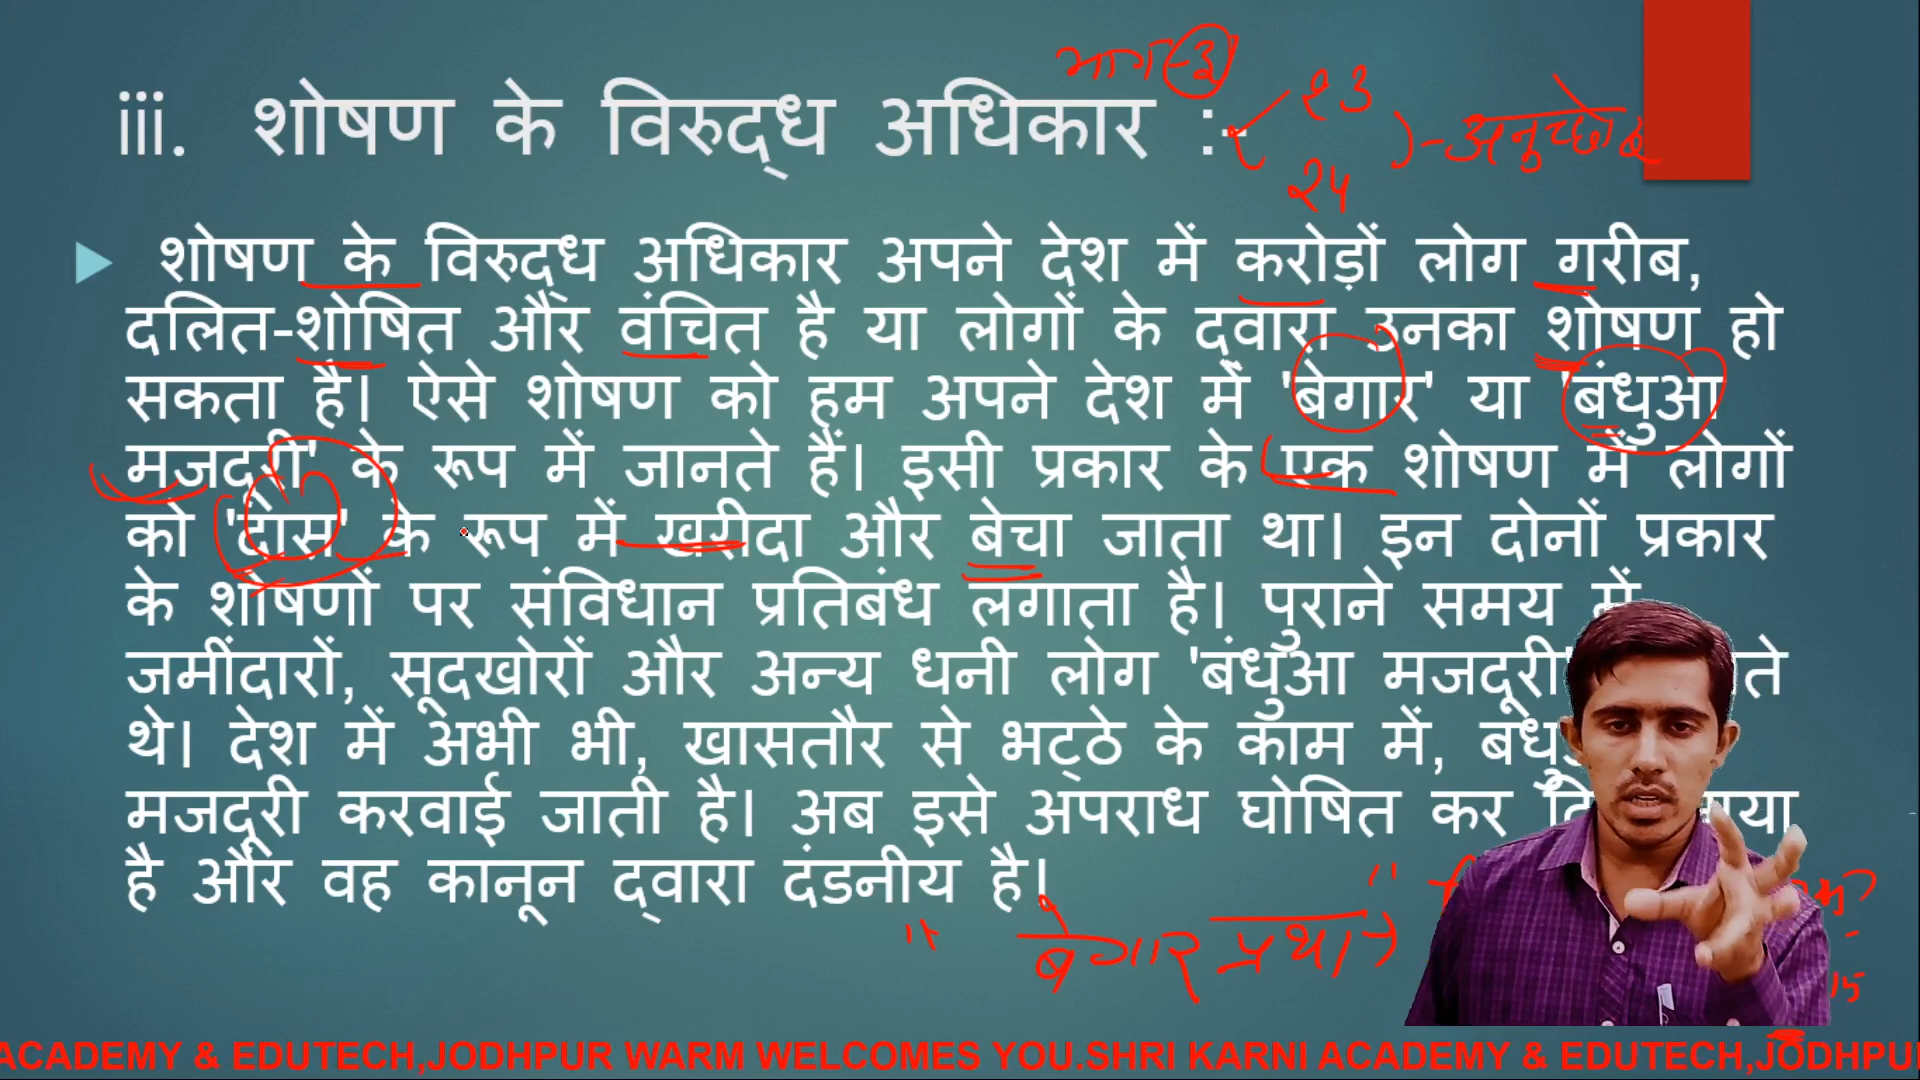 भाग-3
iii. शोषण के विरुद्ध अधिकार :-
२३
२४
)-अनुच्छेद
शोषण के विरुद्ध अधिकार अपने देश में करोड़ों लोग गरीब,
दलित-शोषित और वंचित है या लोगों के द्वारा उनका शोषण हो
सकता है। ऐसे शोषण को हम अपने देश में 'बेगार' या 'बंधुआ
मजदूरी' के रूप में जानते हैं। इसी प्रकार के एक शोषण में लोगों
को 'दास' के रूप में खरीदा और बेचा जाता था। इन दोनों प्रकार
के शोषणों पर संविधान प्रतिबंध लगाता है। पुराने समय में
जमींदारों, सूदखोरों और अन्य धनी लोग 'बंधुआ मजदूरी'
थे। देश में अभी भी, खासतौर से भट्ठे के काम में,
मजदूरी करवाई जाती है। अब इसे अपराध घोषित कर
है और वह कानून द्वारा दंडनीय है।
" बेगार प्रथा
ACADEMY & EDUTECH,JODHPUR WARM WELCOMES YOU.SHRI KARNI ACADEMY & EDUTECH,JODHPUR